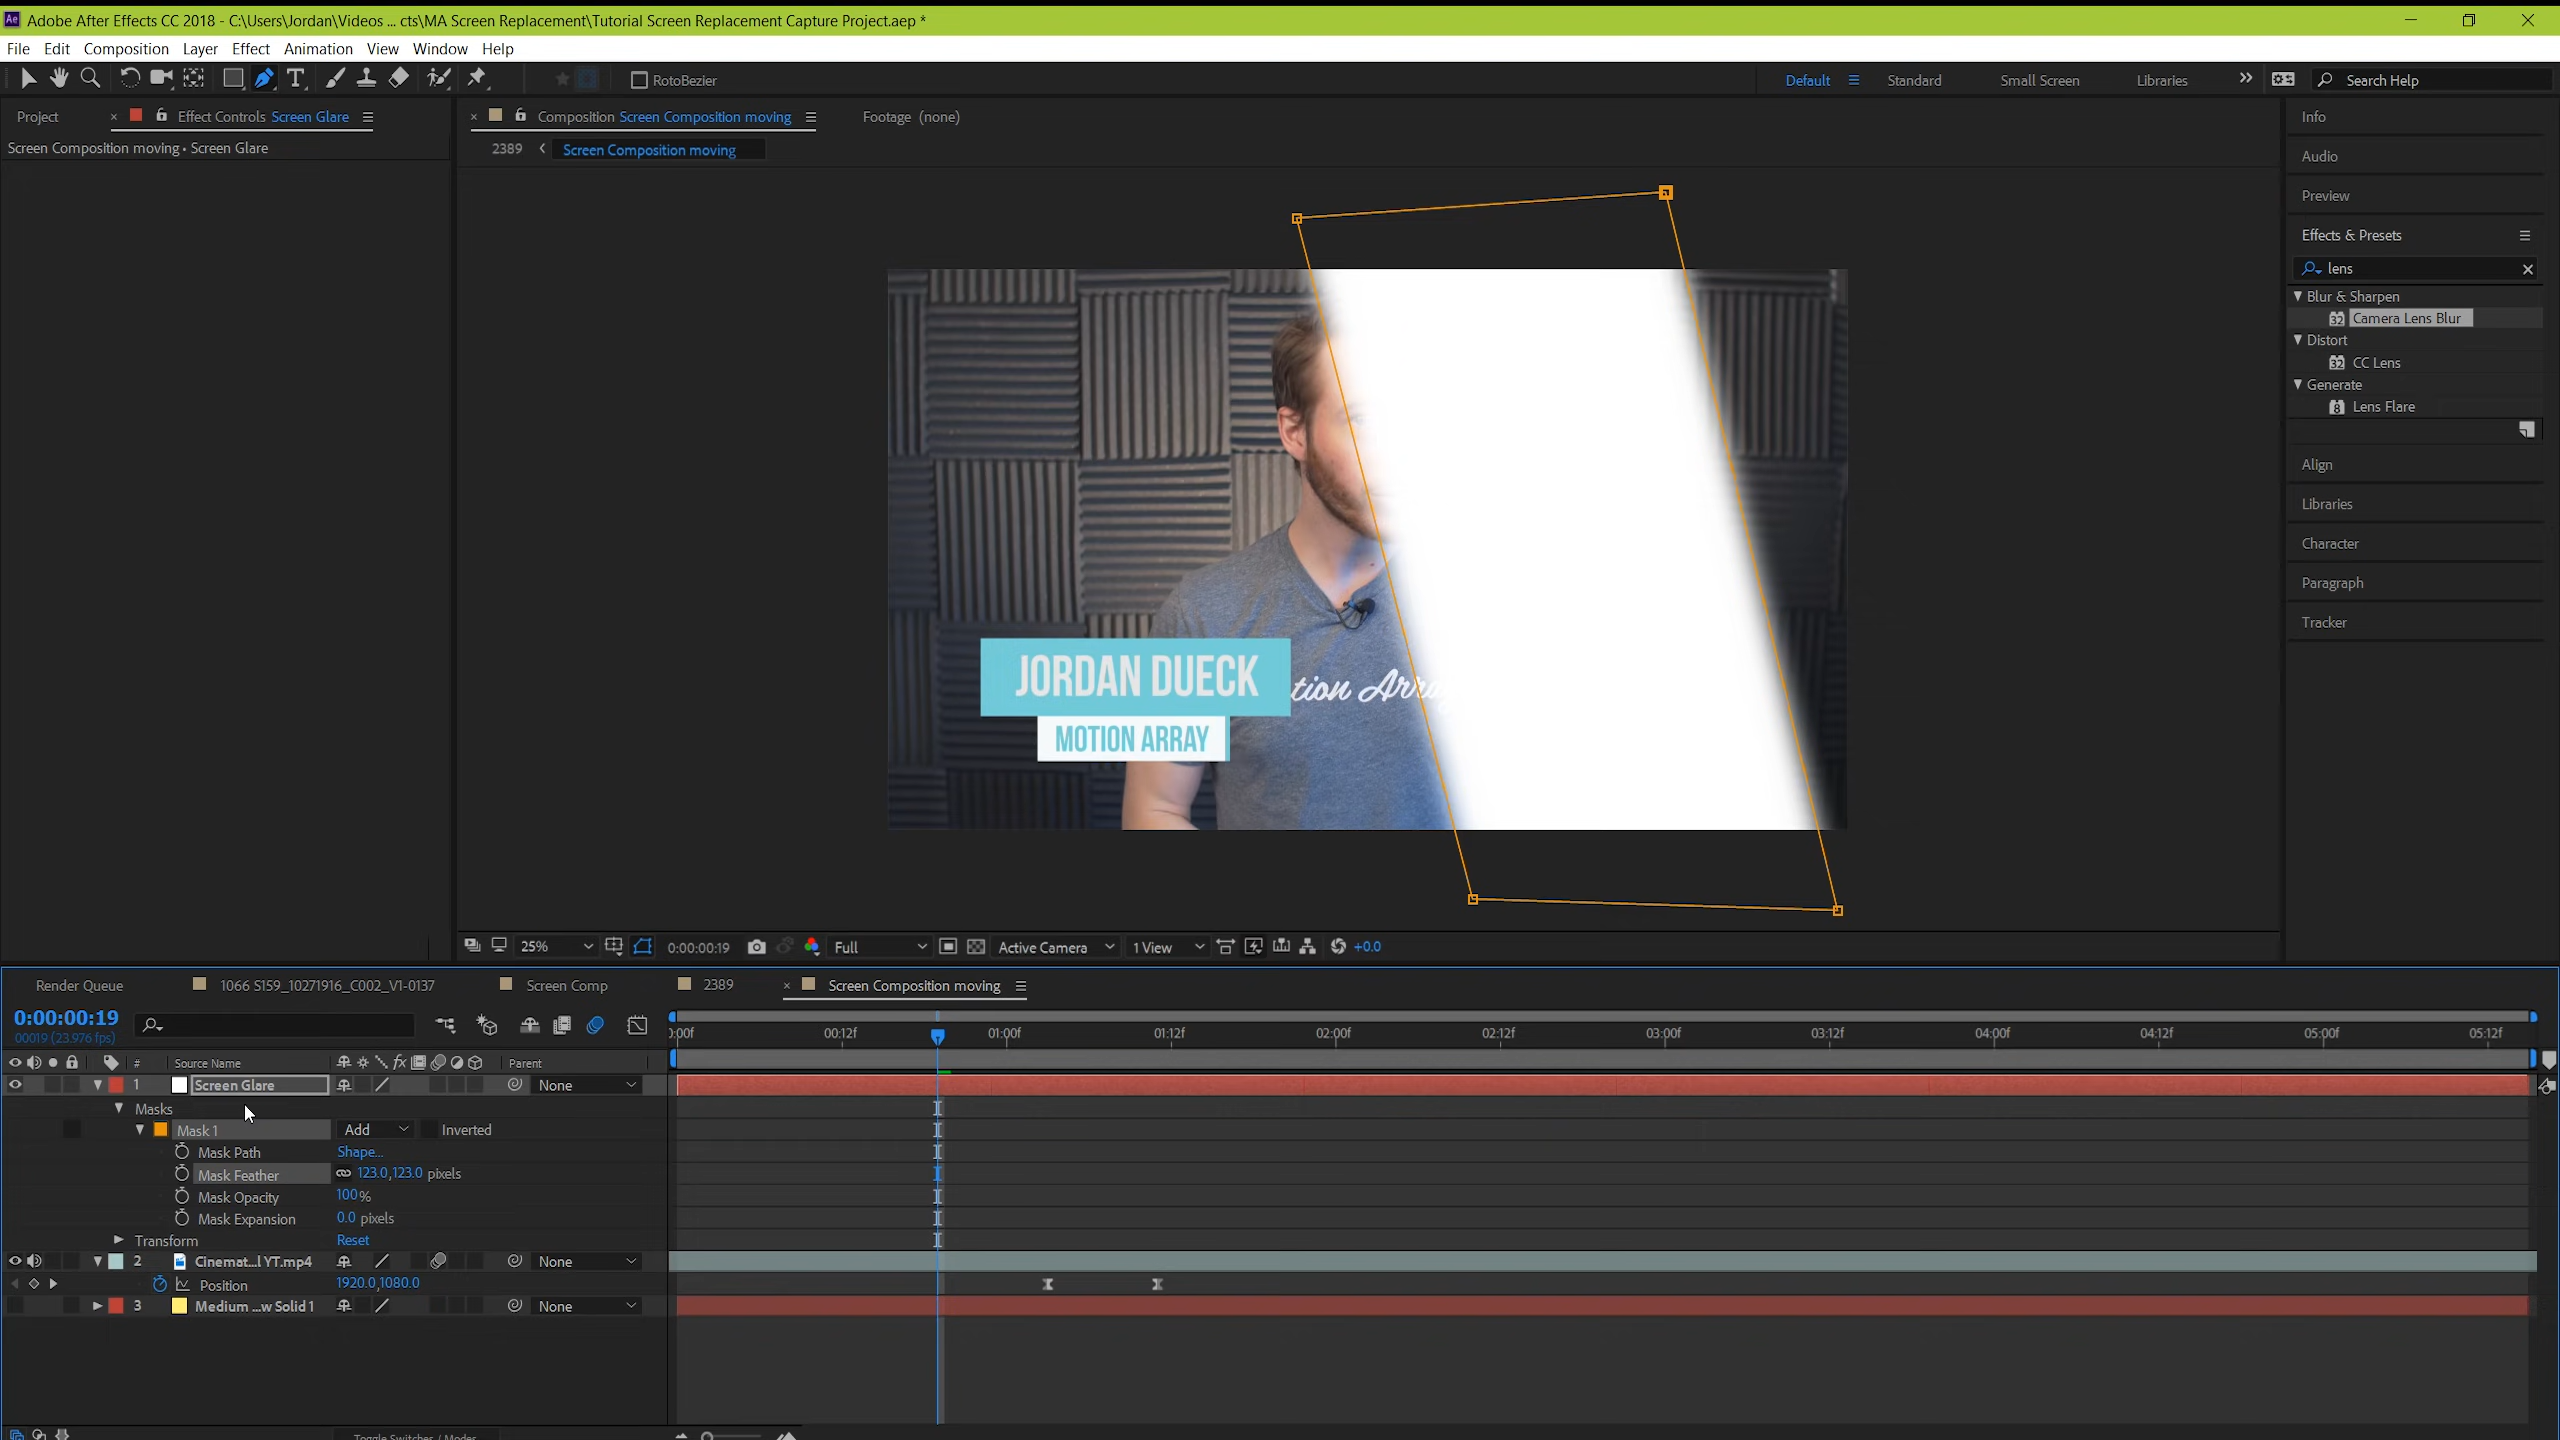 Adobe After Effects CC 2018 - C:\Users\Jordan\Videos ... cts\MA Screen Replacement\Tutorial Screen Replacement Capture Project.aep *
File Edit Composition Layer Effect Animation View Window Help
RotoBezier Default Standard Small Screen Libraries Search Help
Project Effect Controls Screen Glare
Screen Composition moving • Screen Glare
Composition Screen Composition moving Footage (none)
2389 Screen Composition moving
JORDAN DUECK
tion Array
MOTION ARRAY
25% 0:00:00:19 Full Active Camera 1 View +0.0
Info
Audio
Preview
Effects & Presets
lens
Blur & Sharpen
32 Camera Lens Blur
Distort
32 CC Lens
Generate
8 Lens Flare
Align
Libraries
Character
Paragraph
Tracker
Render Queue 1066 S159_10271916_C002_V1-0137 Screen Comp 2389 Screen Composition moving
0:00:00:19
00019 (23.976 fps)
):00f 00:12f 01:00f 01:12f 02:00f 02:12f 03:00f 03:12f 04:00f 04:12f 05:00f 05:12f
# Source Name Parent
1 Screen Glare None
Masks
Mask 1 Add Inverted
Mask Path Shape...
Mask Feather 123.0,123.0 pixels
Mask Opacity 100%
Mask Expansion 0.0 pixels
Transform Reset
2 Cinemat...l YT.mp4 None
Position 1920.0,1080.0
3 Medium ...w Solid 1 None
Toggle Switches / Modes